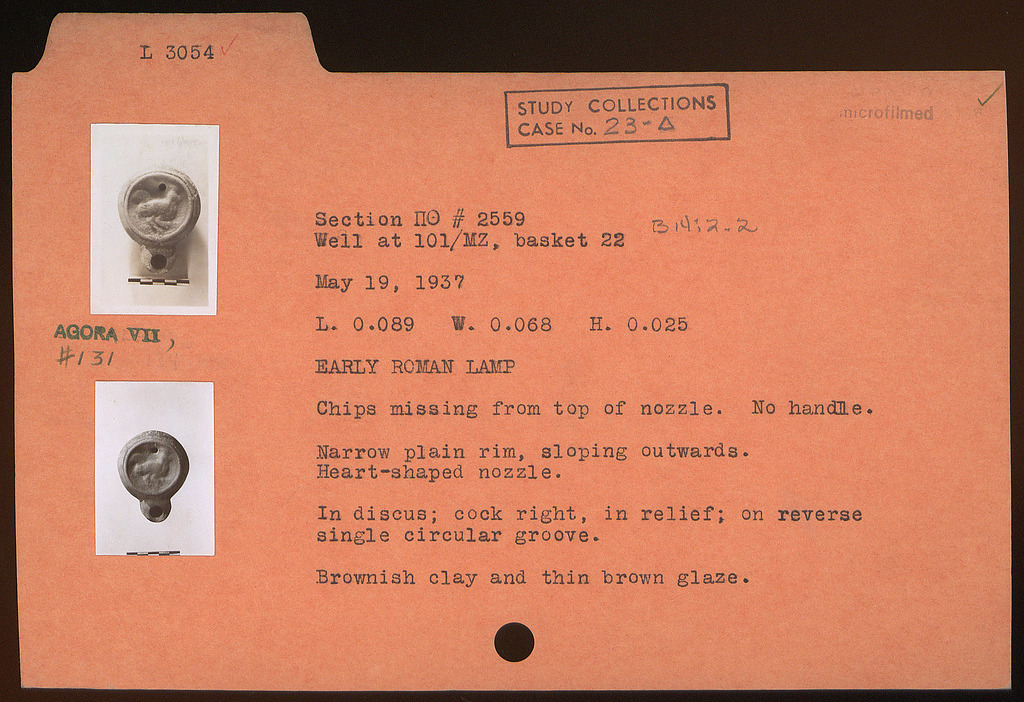 L 3054
STUDY COLLECTIONS
CASE No. 23-Δ
microfilmed
Section ΠΘ # 2559
Well at 101/MZ, basket 22
B14:2-2
May 19, 1937
L. 0.089 W. 0.068 H. 0.025
AGORA VII,
#131
EARLY ROMAN LAMP
Chips missing from top of nozzle. No handle.
Narrow plain rim, sloping outwards.
Heart-shaped nozzle.
In discus; cock right, in relief; on reverse
single circular groove.
Brownish clay and thin brown glaze.